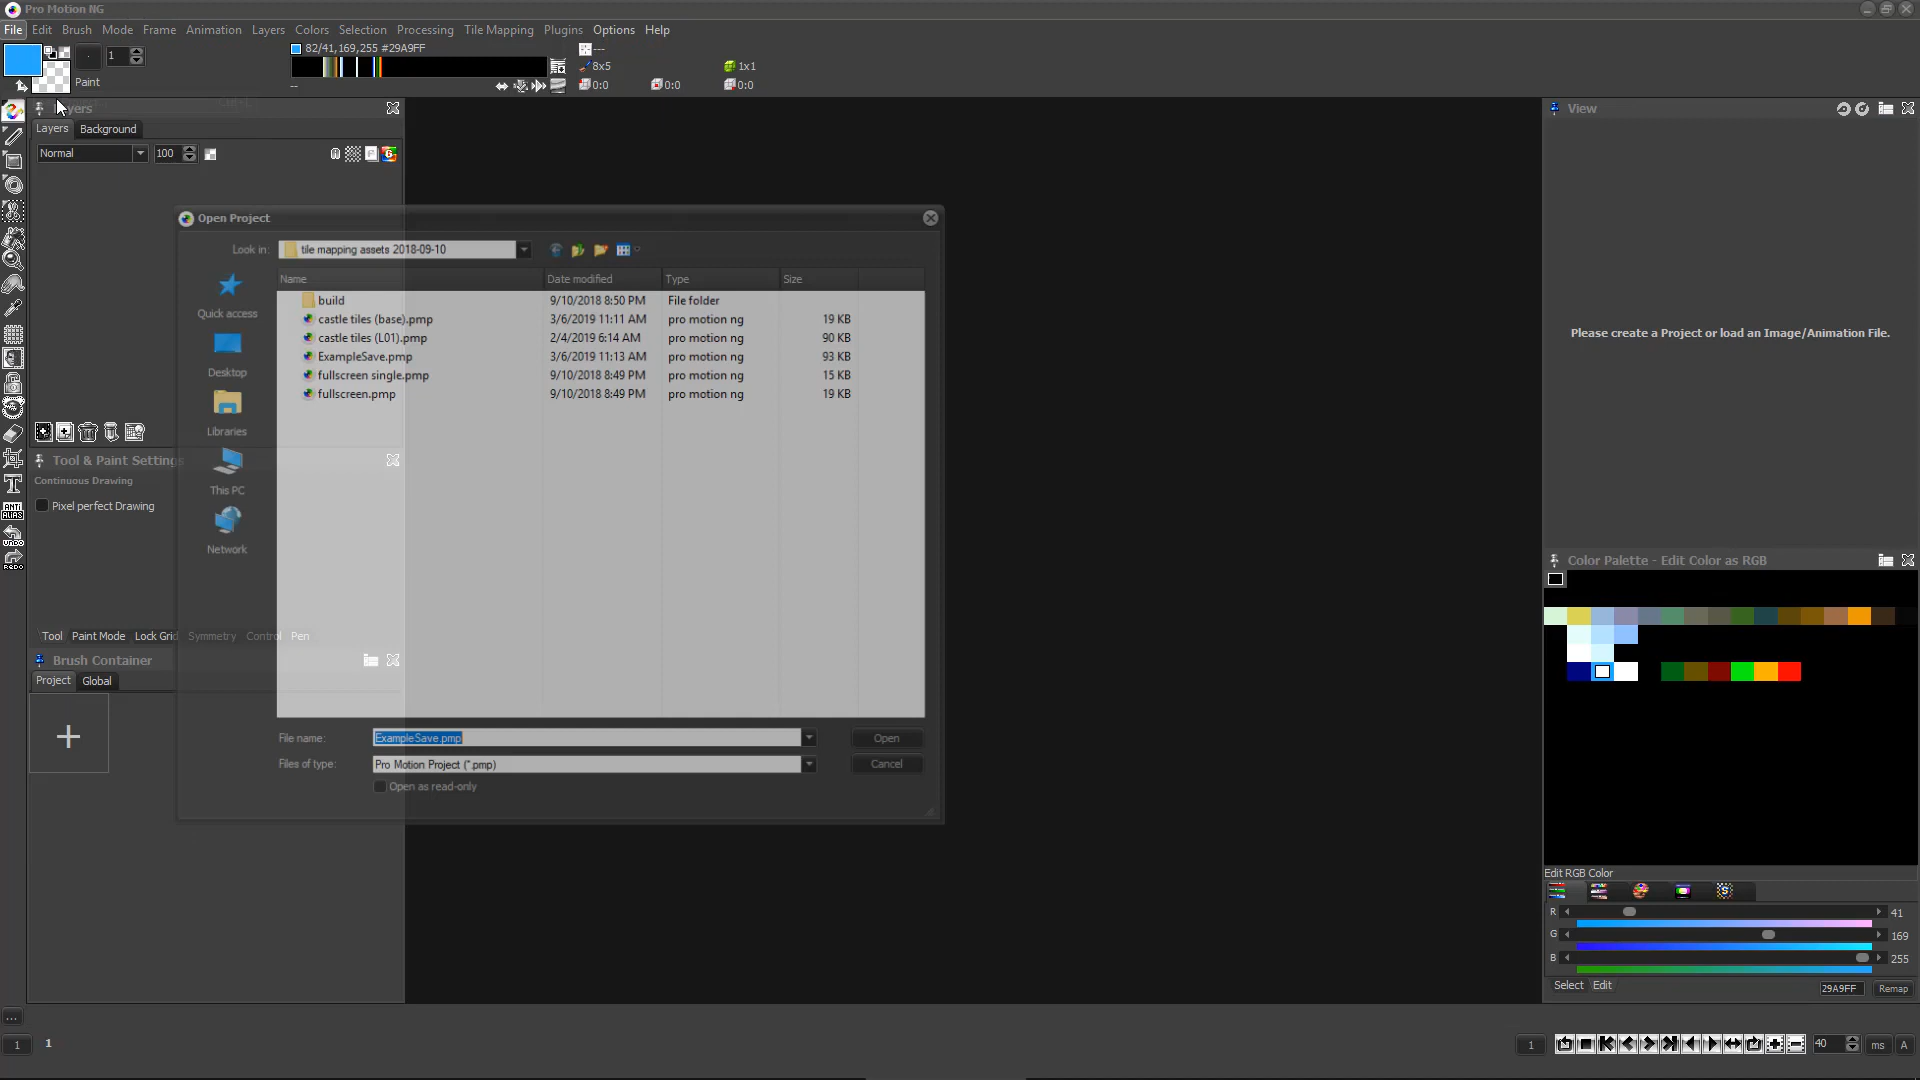 Pro Motion NG
File Edit Brush Mode Frame Animation Layers Colors Selection Processing Tile Mapping Plugins Options Help
82/41,169,255 #29A9FF
---
1
8x5
1x1
Paint
--
0:0
0:0
0:0
Layers
Layers Background
Normal
100
Open Project
Look in:
tile mapping assets 2018-09-10
Name Date modified Type Size
build 9/10/2018 8:50 PM File folder
castle tiles (base).pmp 3/6/2019 11:11 AM pro motion ng 19 KB
castle tiles (L01).pmp 2/4/2019 6:14 AM pro motion ng 90 KB
ExampleSave.pmp 3/6/2019 11:13 AM pro motion ng 93 KB
fullscreen single.pmp 9/10/2018 8:49 PM pro motion ng 15 KB
fullscreen.pmp 9/10/2018 8:49 PM pro motion ng 19 KB
Quick access
Desktop
Libraries
This PC
Network
File name:
ExampleSave.pmp
Open
Files of type:
Pro Motion Project (*.pmp)
Cancel
Open as read-only
Tool & Paint Settings
Continuous Drawing
Pixel perfect Drawing
Tool Paint Mode Lock Grid Symmetry Control Pen
Brush Container
Project Global
ANTI
ALIAS
UNDO
REDO
View
Please create a Project or load an Image/Animation File.
Color Palette - Edit Color as RGB
Edit RGB Color
R 41
G 169
B 255
Select Edit
29A9FF
Remap
...
1
1
1
40
ms
A